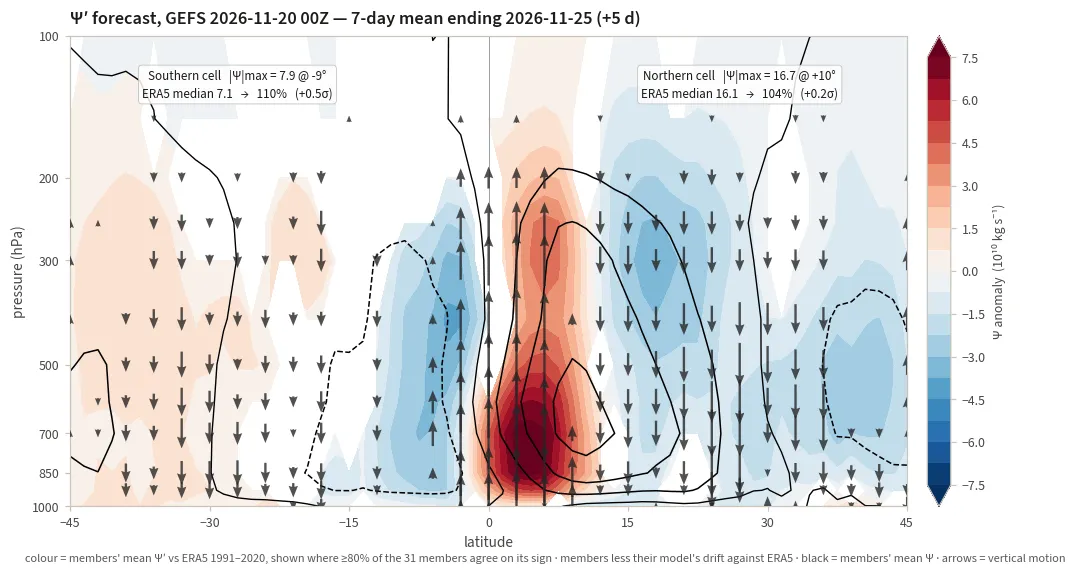 Ψ′ forecast, GEFS 2026-11-20 00Z — 7-day mean ending 2026-11-25 (+5 d)
Southern cell |Ψ|max = 7.9 @ -9°
ERA5 median 7.1 → 110% (+0.5σ)
Northern cell |Ψ|max = 16.7 @ +10°
ERA5 median 16.1 → 104% (+0.2σ)
pressure (hPa)
100
200
300
400
500
700
850
1000
−45
−30
−15
0
15
30
45
latitude
7.5
6.0
4.5
3.0
1.5
0.0
−1.5
−3.0
−4.5
−6.0
−7.5
Ψ anomaly (10¹⁰ kg s⁻¹)
colour = members' mean Ψ′ vs ERA5 1991–2020, shown where ≥80% of the 31 members agree on its sign · members less their model's drift against ERA5 · black = members' mean Ψ · arrows = vertical motion